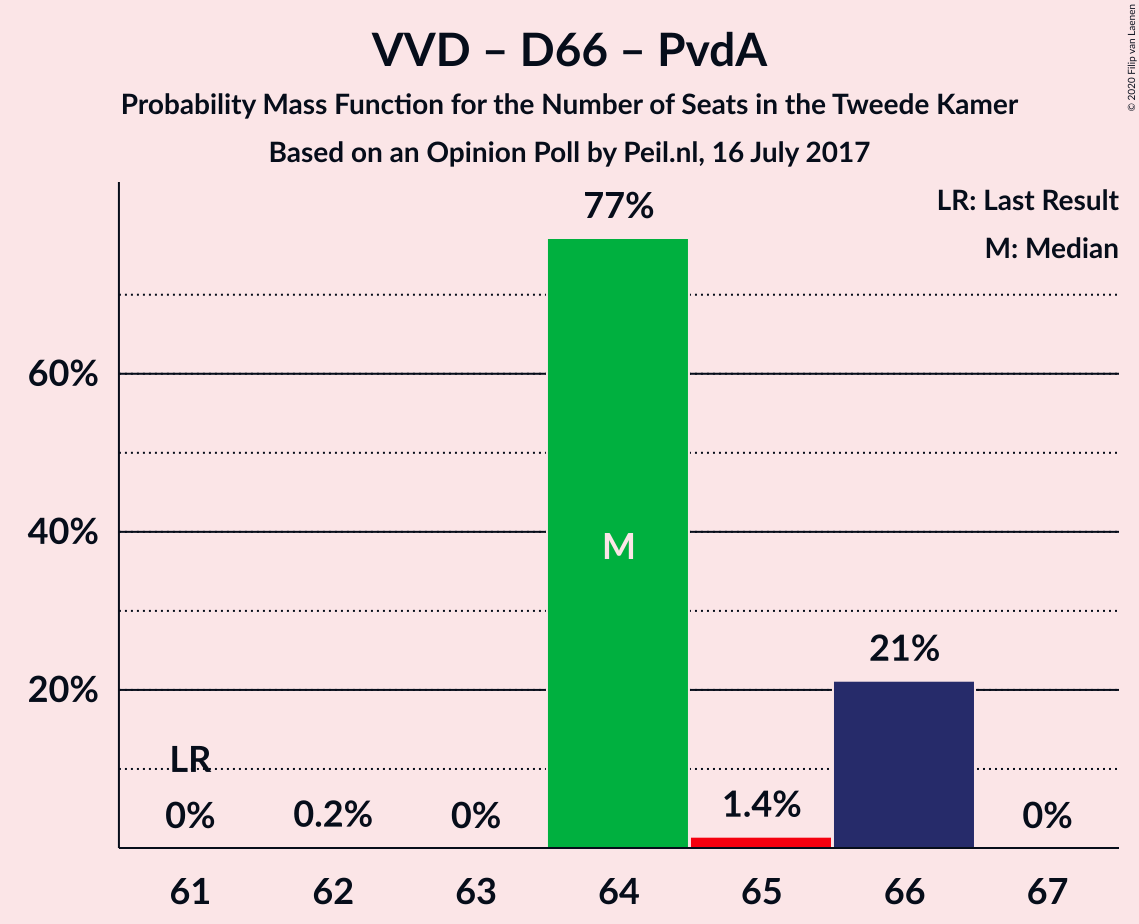 VVD – D66 – PvdA
Probability Mass Function for the Number of Seats in the Tweede Kamer
Based on an Opinion Poll by Peil.nl, 16 July 2017
© 2020 Filip van Laenen
LR: Last Result
M: Median
77%
60%
40%
M
21%
20%
LR
0%
0.2%
0%
1.4%
0%
61 62 63 64 65 66 67